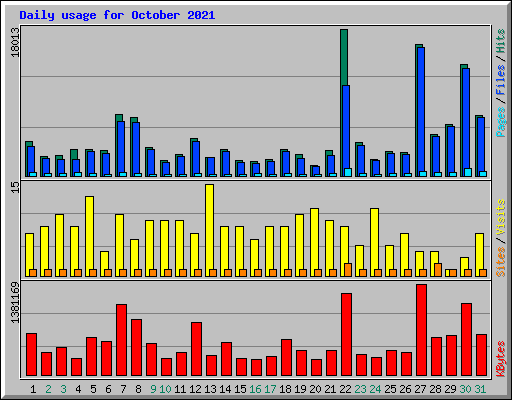 Daily usage for October 2021
18013
Pages / Files / Hits
15
Sites / Visits
1381169
KBytes
1 2 3 4 5 6 7 8 9 10 11 12 13 14 15 16 17 18 19 20 21 22 23 24 25 26 27 28 29 30 31